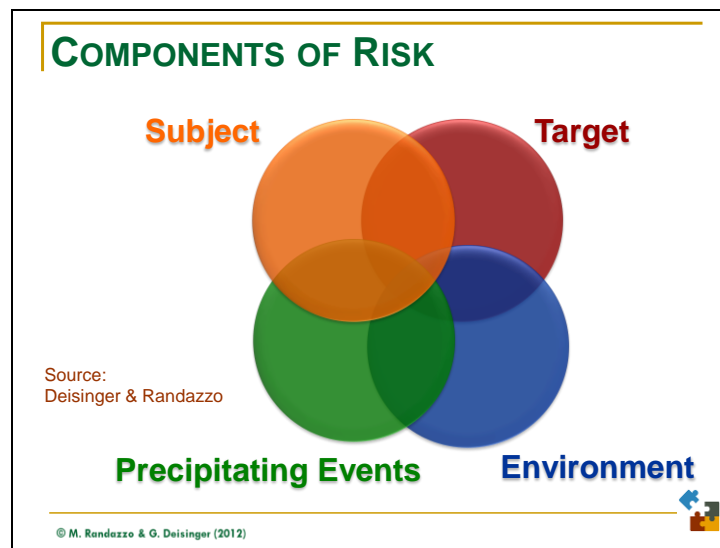 COMPONENTS OF RISK
Subject
Target
Source:
Deisinger & Randazzo
Precipitating Events
Environment
© M. Randazzo & G. Deisinger (2012)